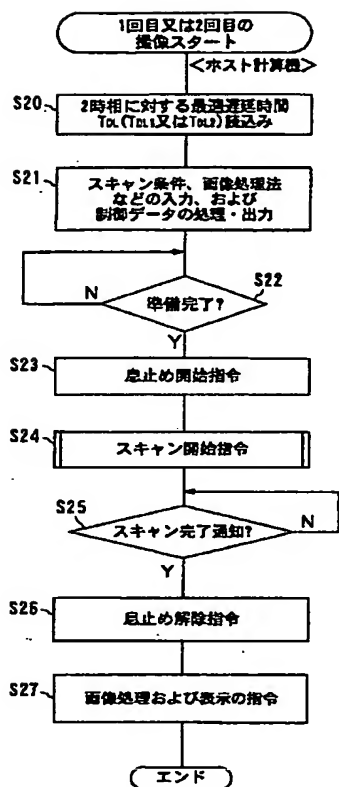 1回目又は2回目の
撮像スタート
<ホスト計算機>
S20
2時相に対する最適遅延時間
TDL(TDL1又はTDL2)読込み
S21
スキャン条件、画像処理法
などの入力、および
制御データの処理・出力
S22
準備完了?
N
Y
S23
息止め開始指令
S24
スキャン開始指令
S25
スキャン完了通知?
N
Y
S26
息止め解除指令
S27
画像処理および表示の指令
エンド